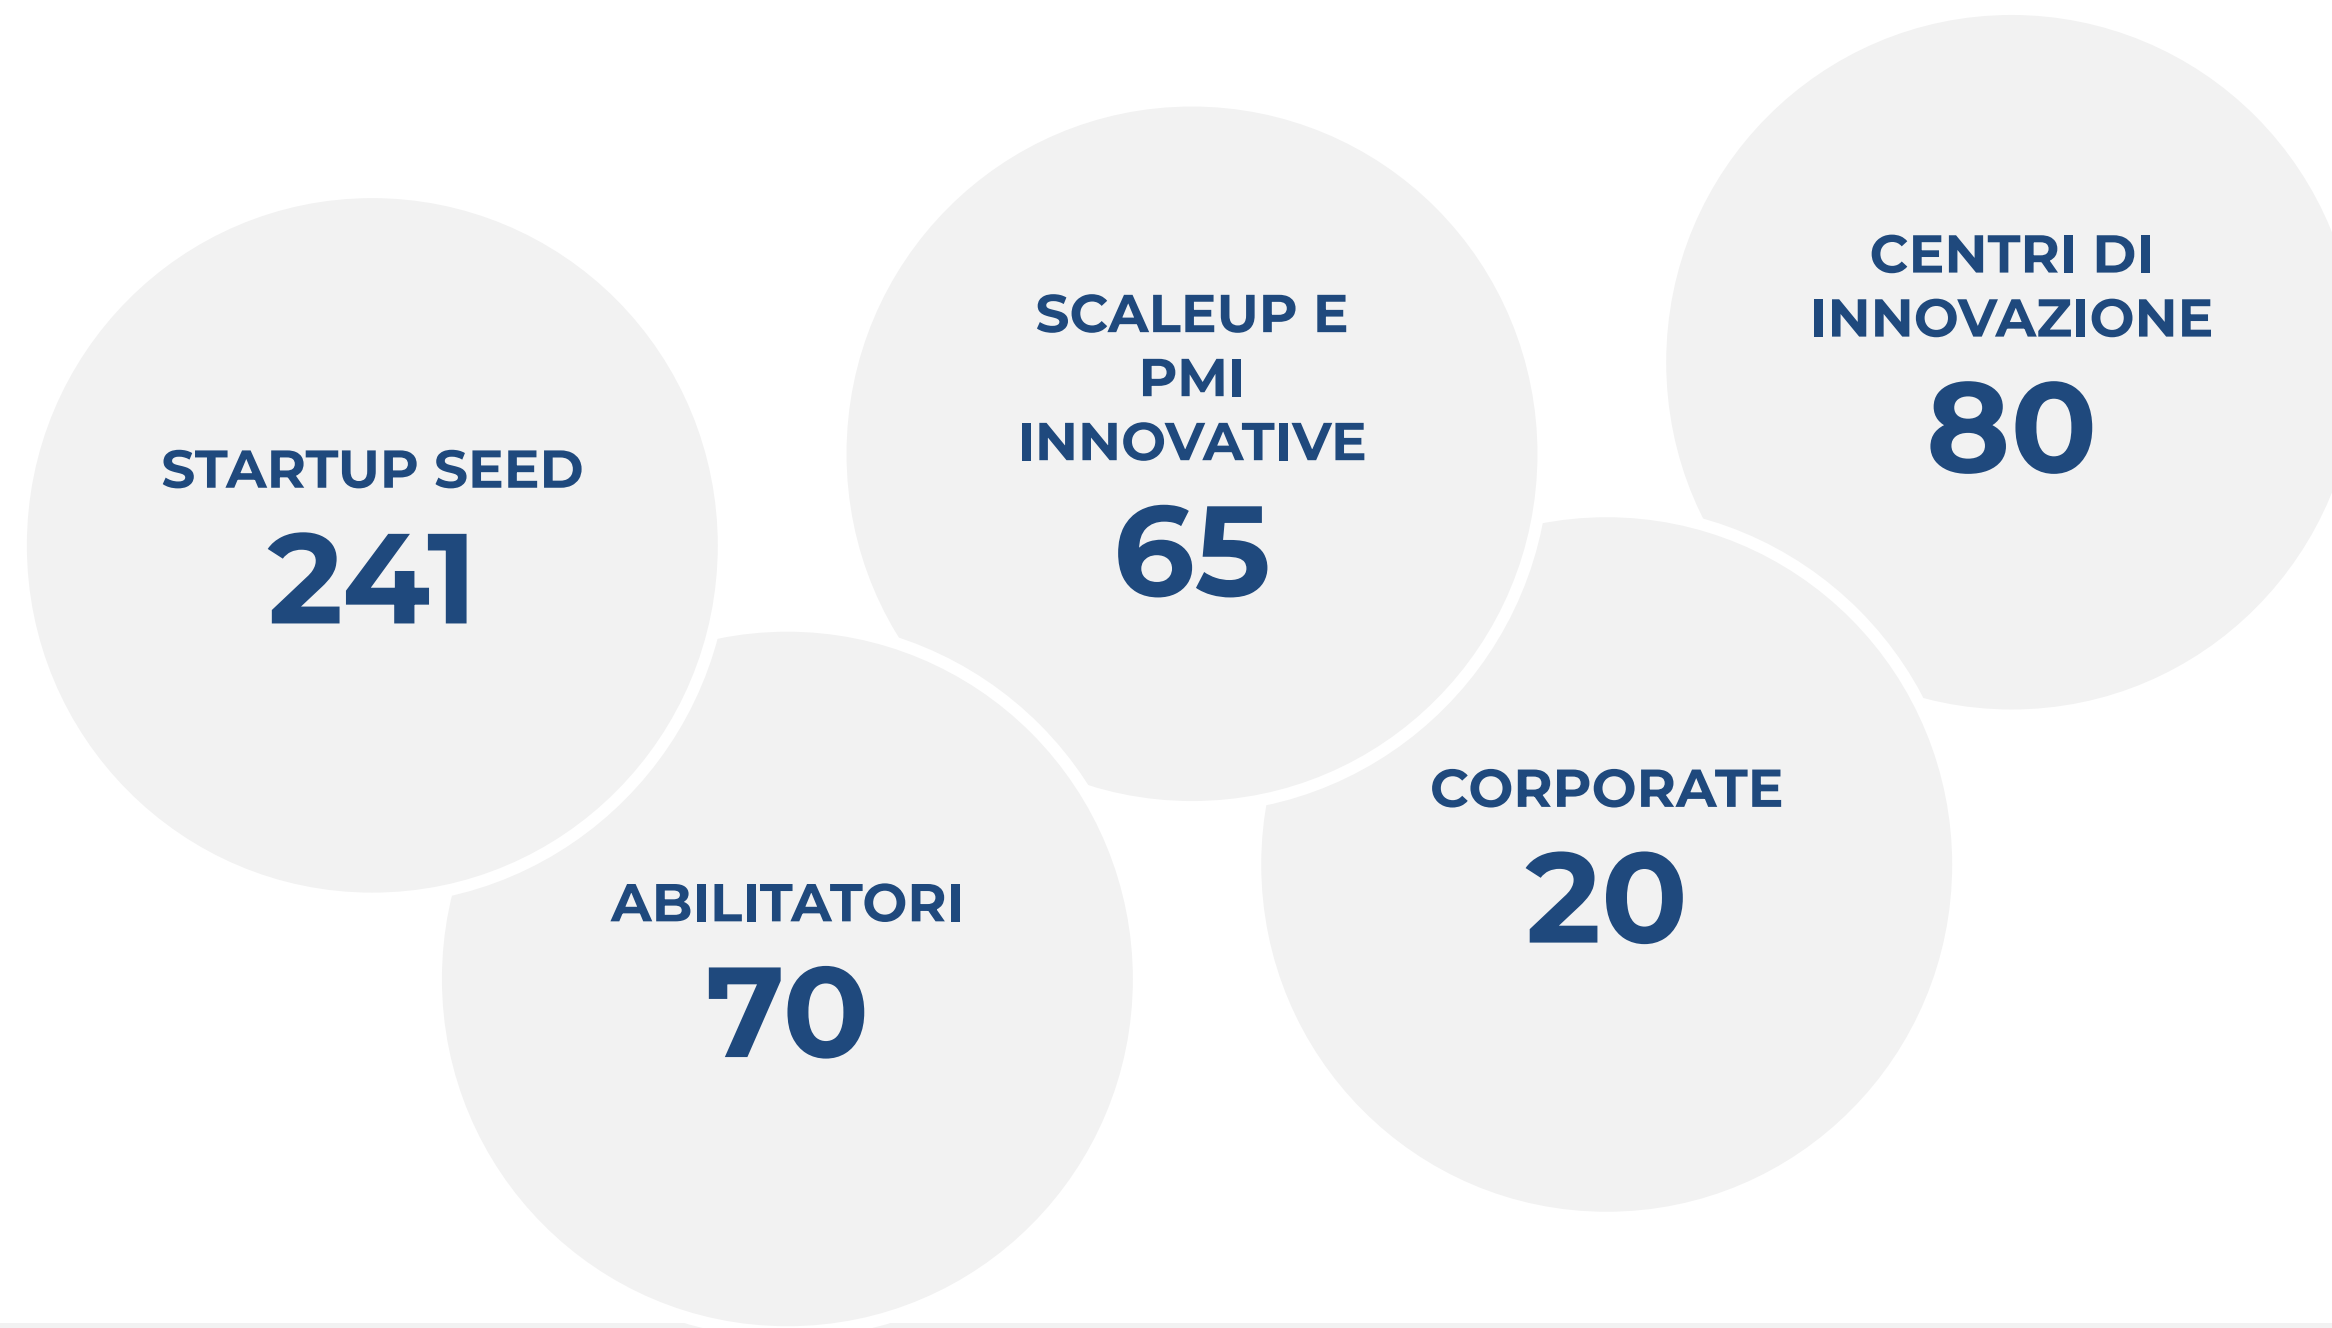 STARTUP SEED
241
ABILITATORI
70
SCALEUP E
PMI
INNOVATIVE
65
CORPORATE
20
CENTRI DI
INNOVAZIONE
80